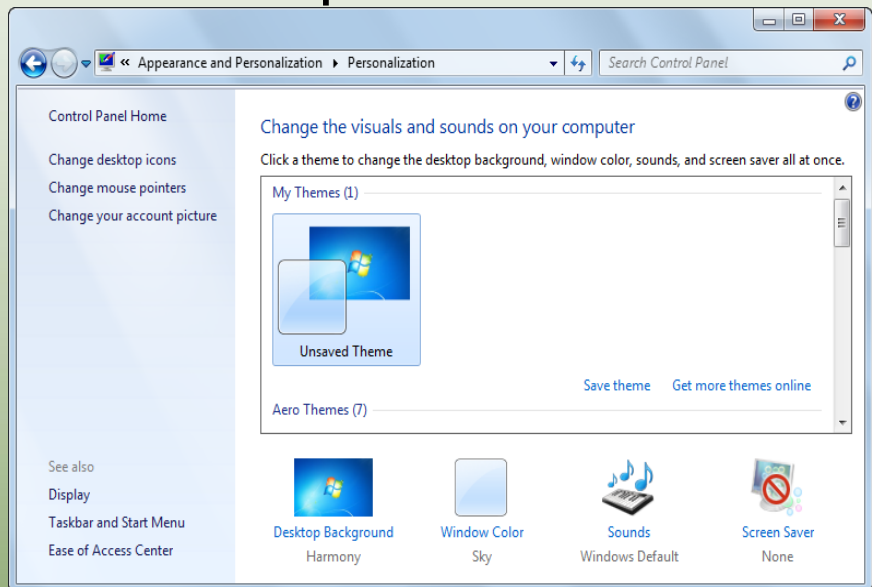 « Appearance and Personalization ▸ Personalization
Search Control Panel
Control Panel Home
Change desktop icons
Change mouse pointers
Change your account picture
See also
Display
Taskbar and Start Menu
Ease of Access Center
Change the visuals and sounds on your computer
Click a theme to change the desktop background, window color, sounds, and screen saver all at once.
My Themes (1)
Unsaved Theme
Save theme Get more themes online
Aero Themes (7)
Desktop Background Window Color Sounds Screen Saver
Harmony Sky Windows Default None